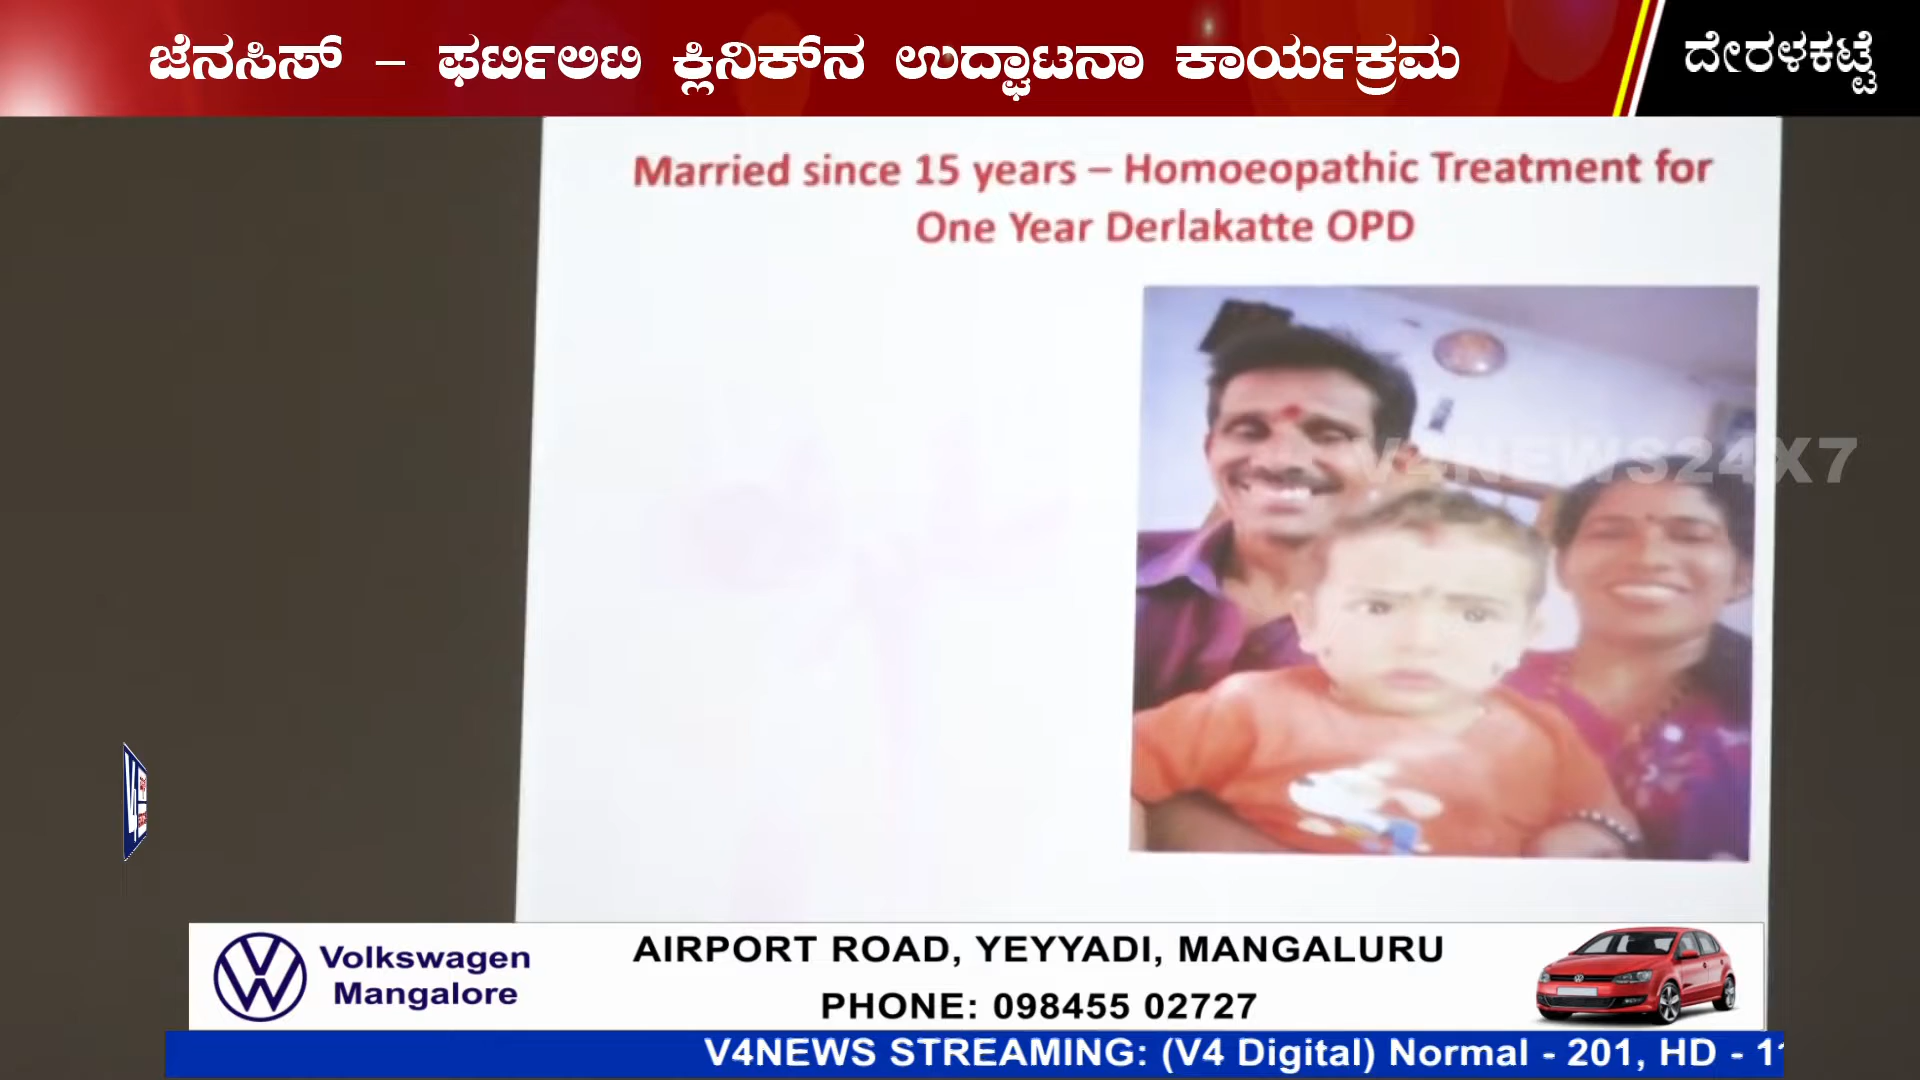 ಜೆನಸಿಸ್ – ಫರ್ಟಿಲಿಟಿ ಕ್ಲಿನಿಕ್‌ನ ಉದ್ಘಾಟನಾ ಕಾರ್ಯಕ್ರಮ
ದೇರಳಕಟ್ಟೆ
Married since 15 years – Homoeopathic Treatment for
One Year Derlakatte OPD
V4NEWS24X7
Volkswagen
Mangalore
AIRPORT ROAD, YEYYADI, MANGALURU
PHONE: 098455 02727
V4NEWS STREAMING: (V4 Digital) Normal - 201, HD -